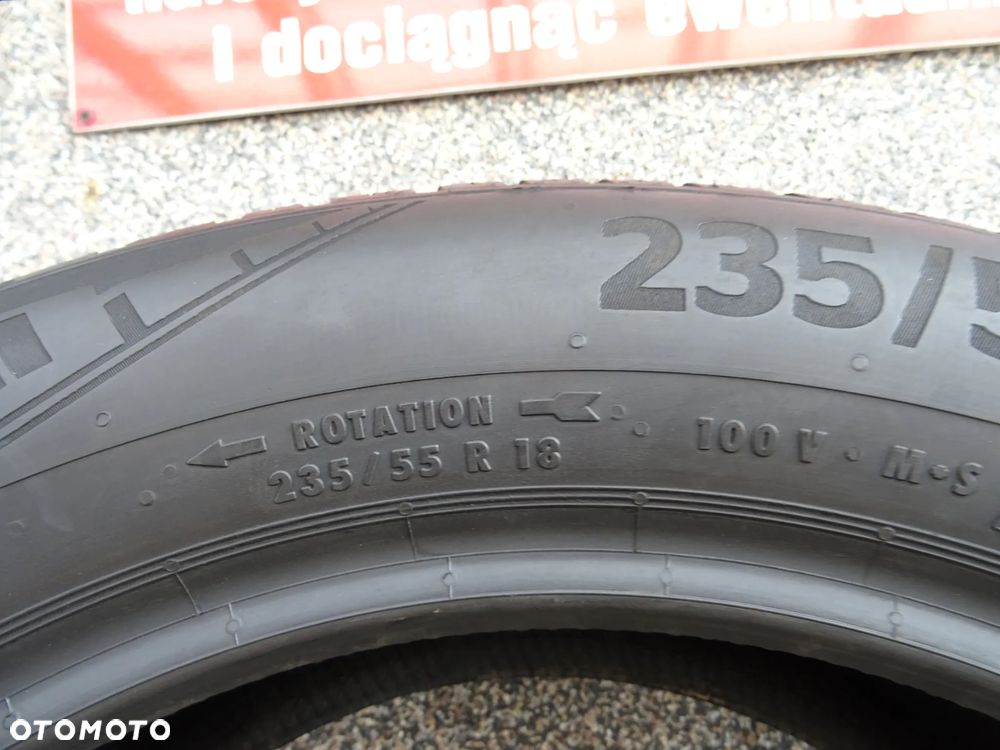 i dociągnąć
235/5
ROTATION
235/55 R 18
100 V · M·S
OTOMOTO